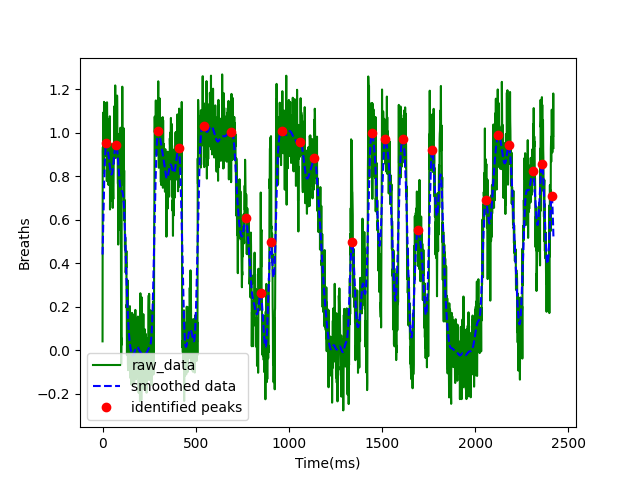 1.2
1.0
0.8
0.6
0.4
0.2
0.0
−0.2
Breaths
raw_data
smoothed data
identified peaks
0 500 1000 1500 2000 2500
Time(ms)